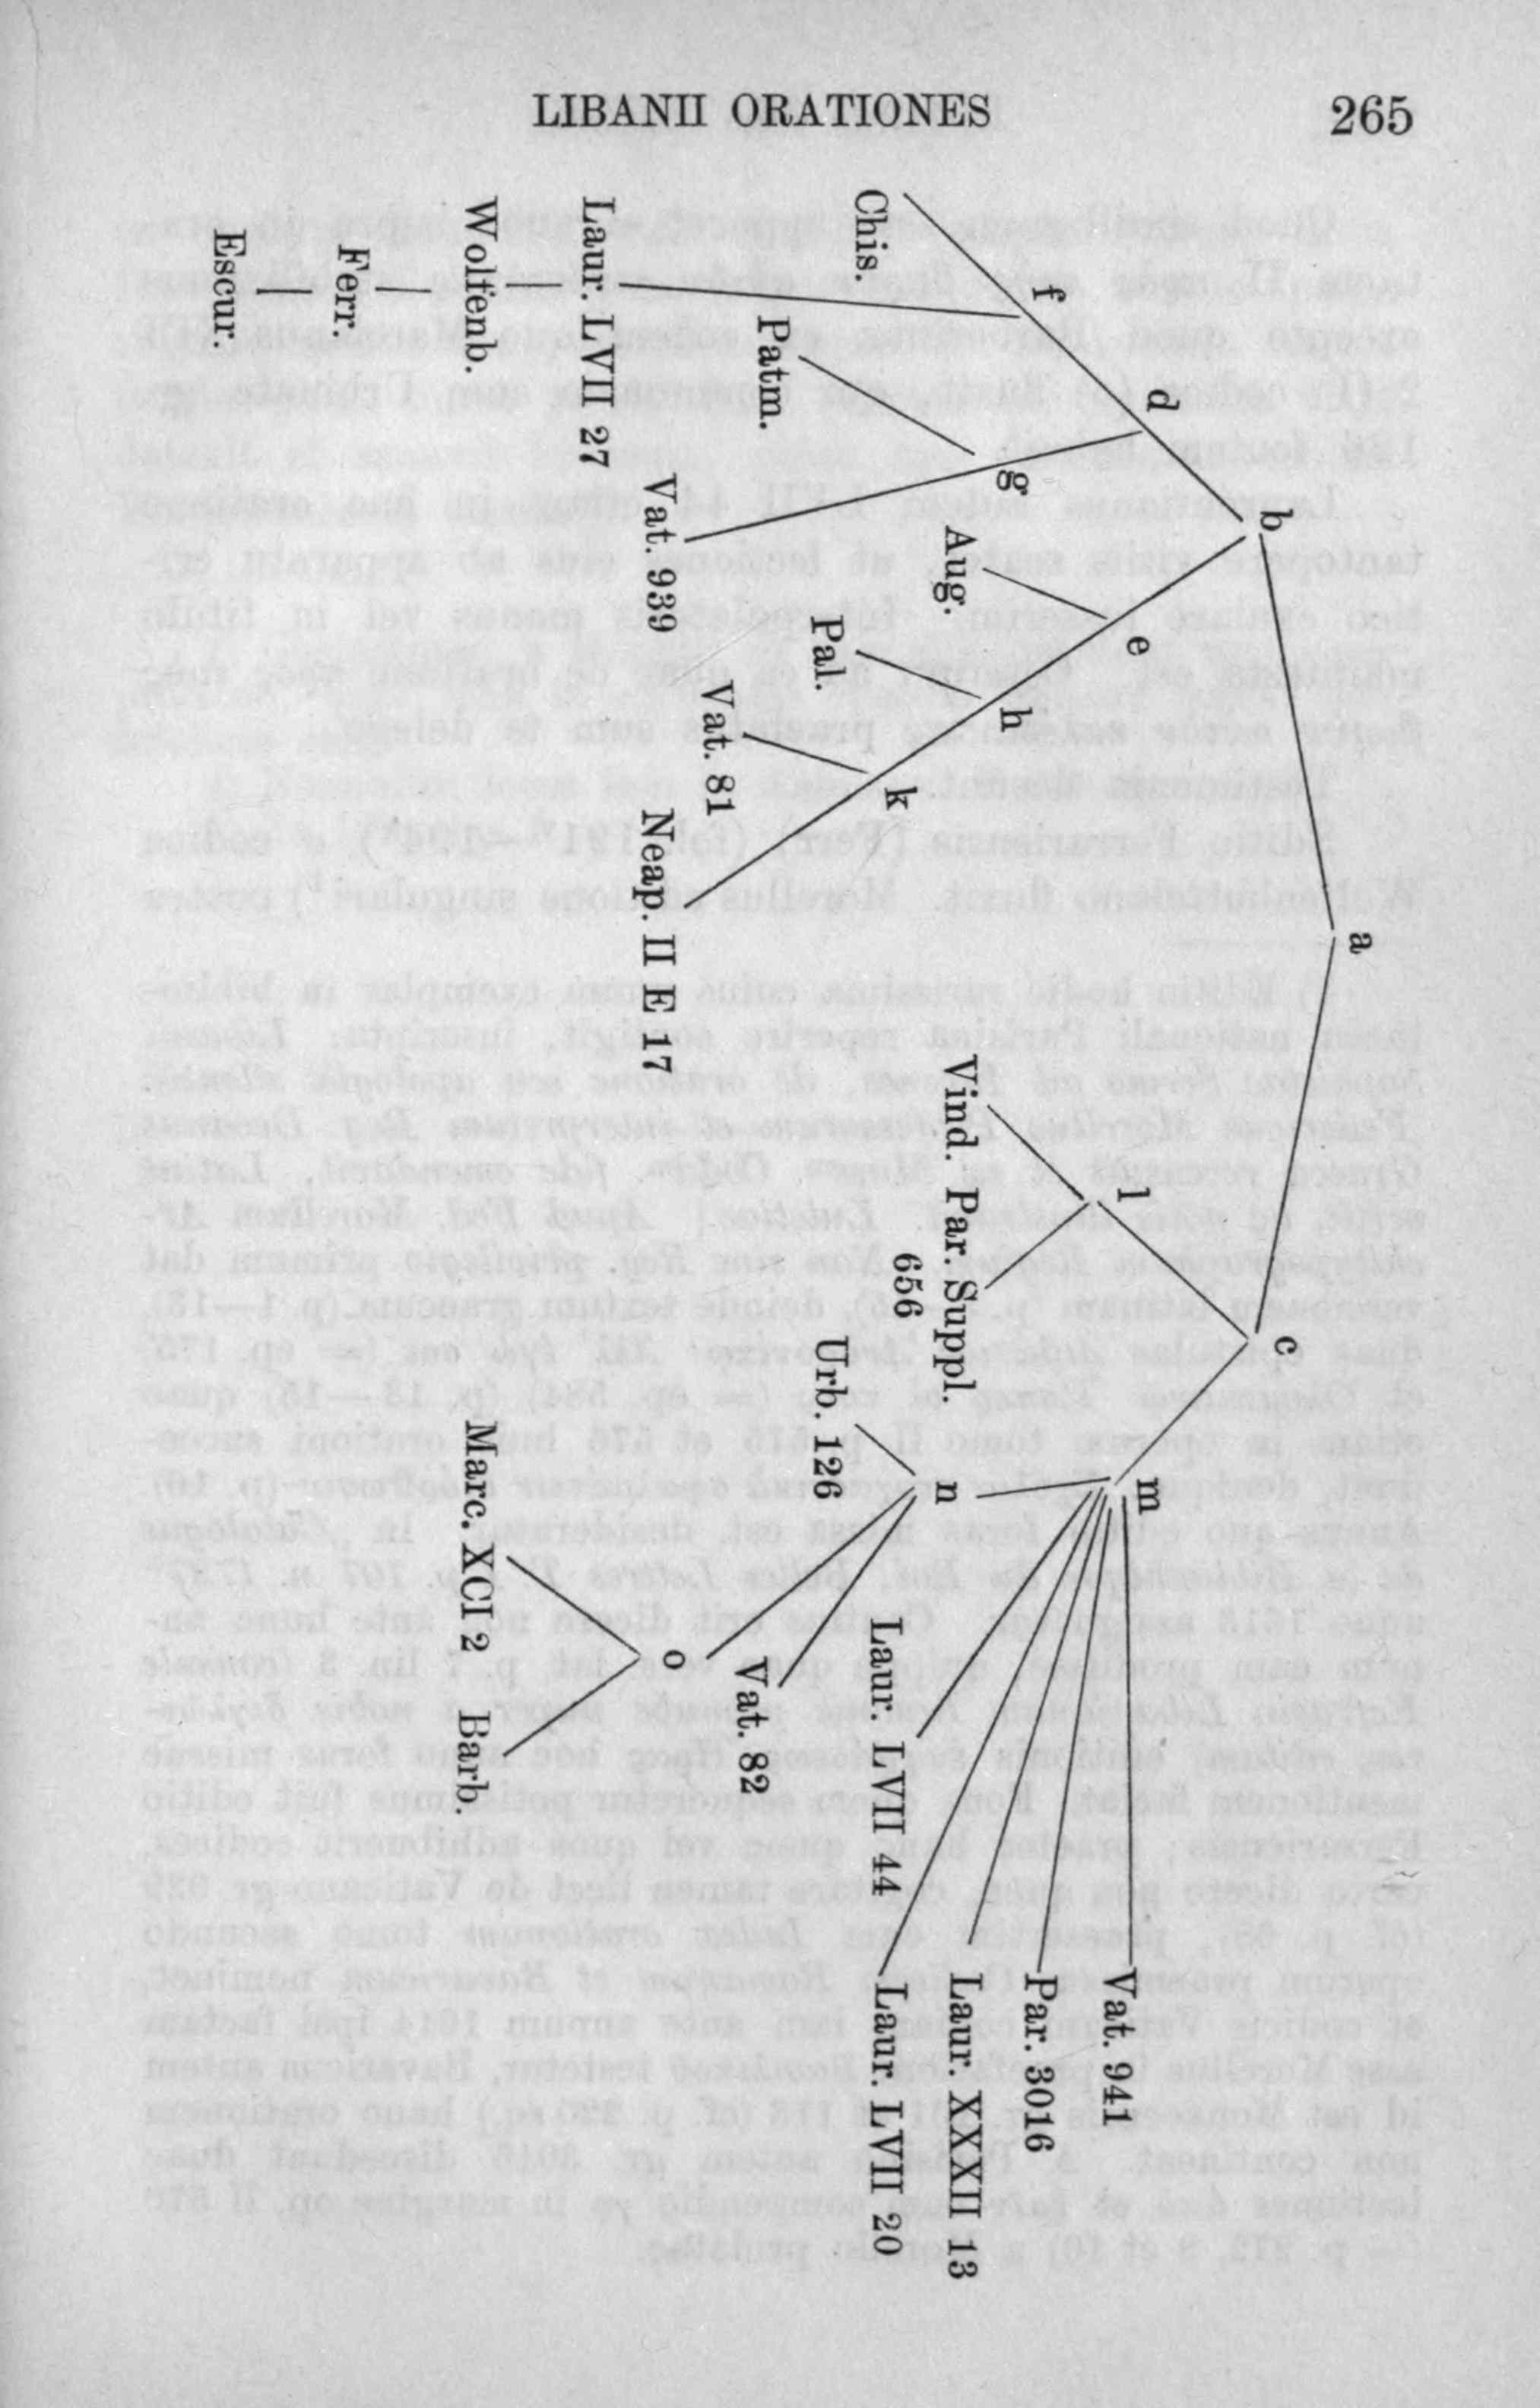 LIBANII ORATIONES 265
a
b
c
d
e
l
m
f
g
Aug.
h
Vind.
Par. Suppl.
656
n
Vat. 941
Par. 3016
Laur. XXXII 13
Laur. LVII 44
Laur. LVII 20
Chis.
Patm.
Pal.
k
Urb. 126
Vat. 81
Vat. 82
Laur. LVII 27
Vat. 939
Neap. II E 17
o
Wolfenb.
Marc. XCI 2
Barb.
Ferr.
Escur.